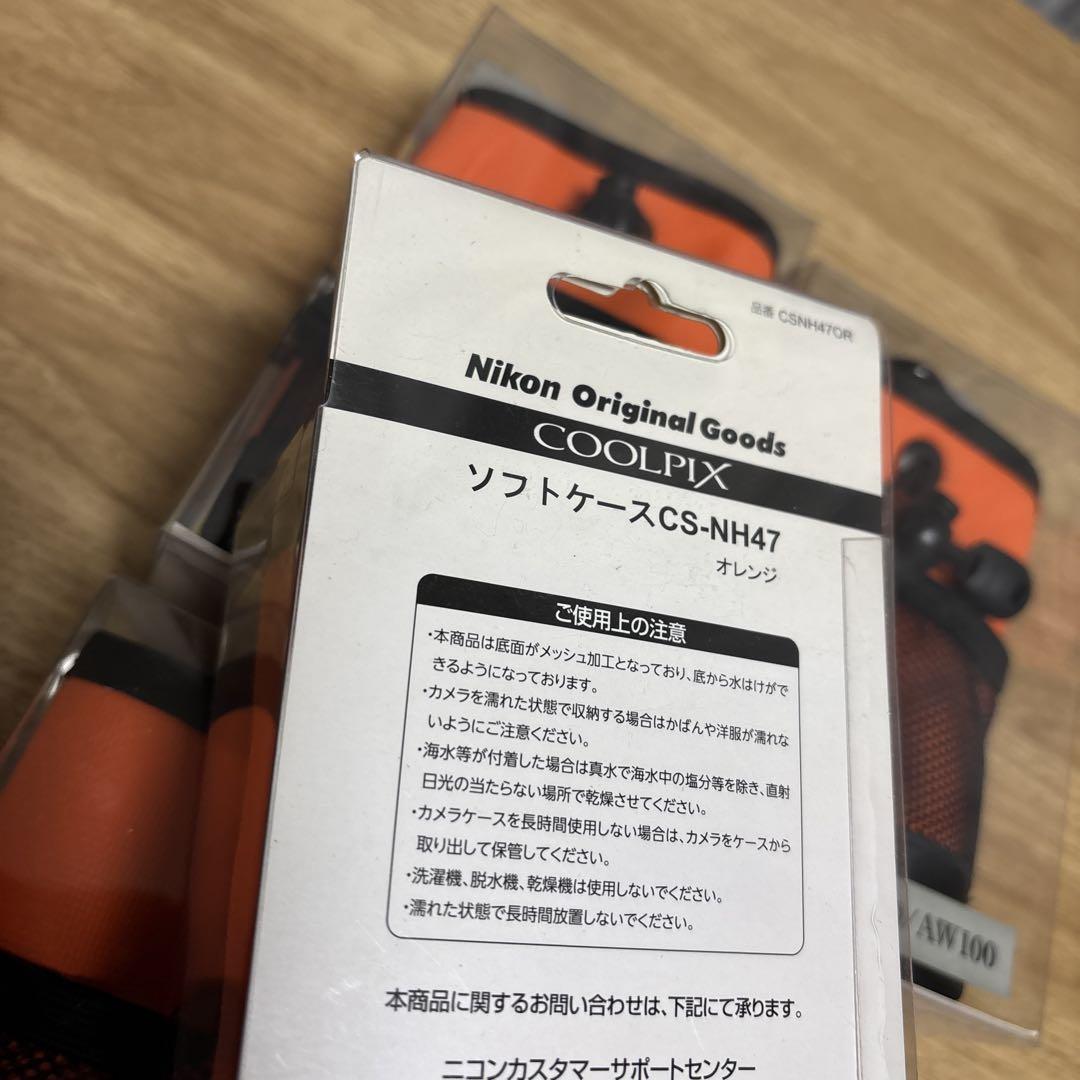 品番 CSNH47OR
Nikon Original Goods
COOLPIX
ソフトケースCS-NH47
オレンジ
ご使用上の注意
・本商品は底面がメッシュ加工となっており、底から水はけがで
きるようになっております。
・カメラを濡れた状態で収納する場合はかばんや洋服が濡れな
いようにご注意ください。
・海水等が付着した場合は真水で海水中の塩分等を除き、直射
日光の当たらない場所で乾燥させてください。
・カメラケースを長時間使用しない場合は、カメラをケースから
取り出して保管してください。
・洗濯機、脱水機、乾燥機は使用しないでください。
・濡れた状態で長時間放置しないでください。
本商品に関するお問い合わせは、下記にて承ります。
ニコンカスタマーサポートセンター
/AW100